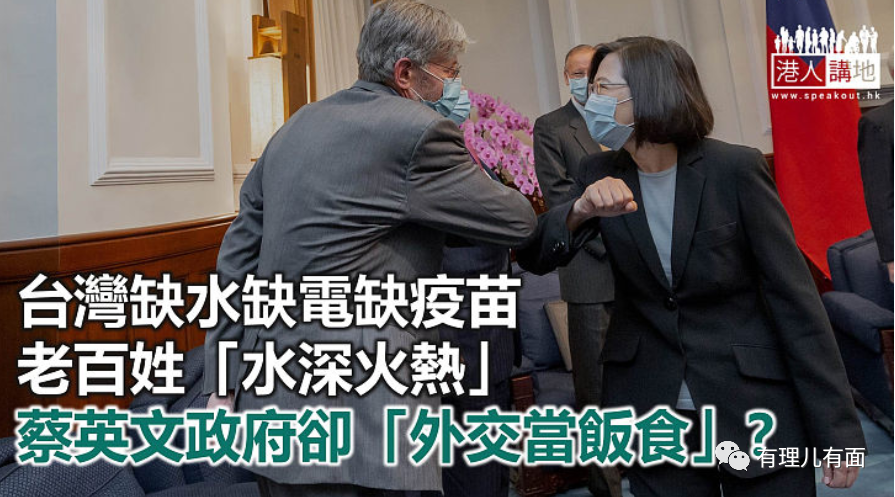 港人講地
www.speakout.hk
台灣缺水缺電缺疫苗
老百姓「水深火熱」
蔡英文政府卻「外交當飯食」？
有理儿有面